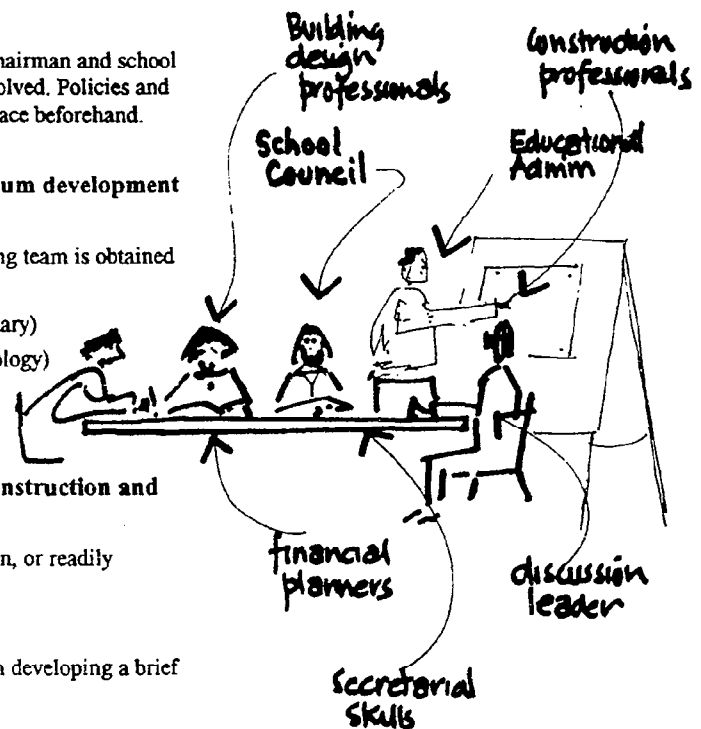 hairman and school
olved. Policies and
ace beforehand.
um development
ng team is obtained
ary)
ology)
nstruction and
n, or readily
a developing a brief
Building
design
professionals
Construction
professionals
School
Council
Educational
Admin
financial
planners
discussion
leader
Secretarial
Skills